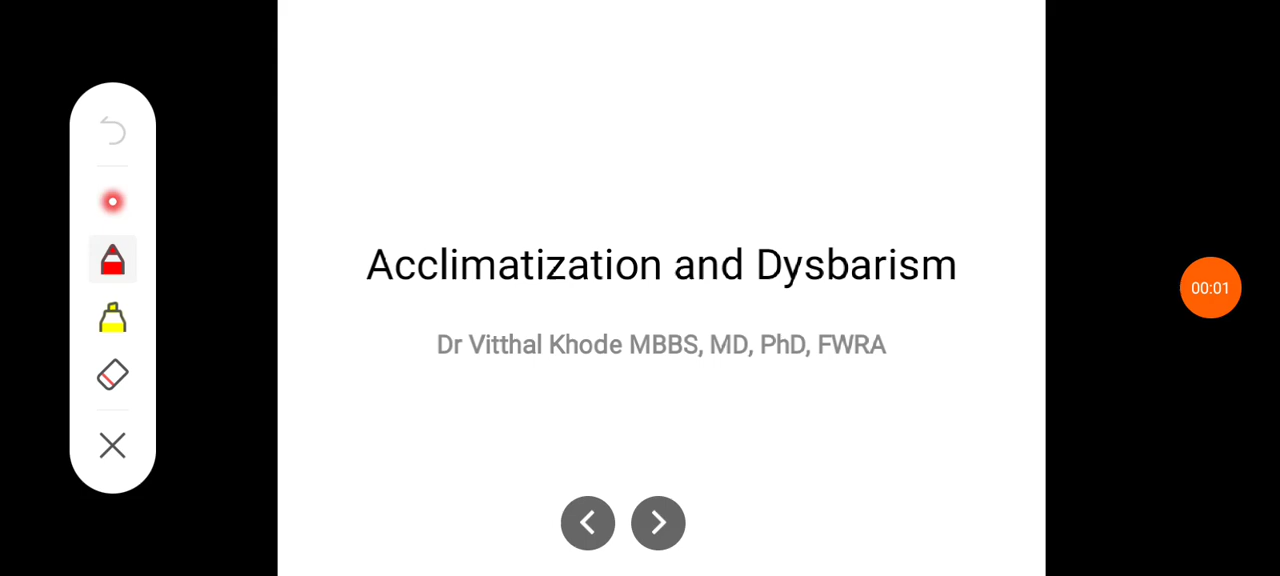 Acclimatization and Dysbarism
Dr Vitthal Khode MBBS, MD, PhD, FWRA
00:01